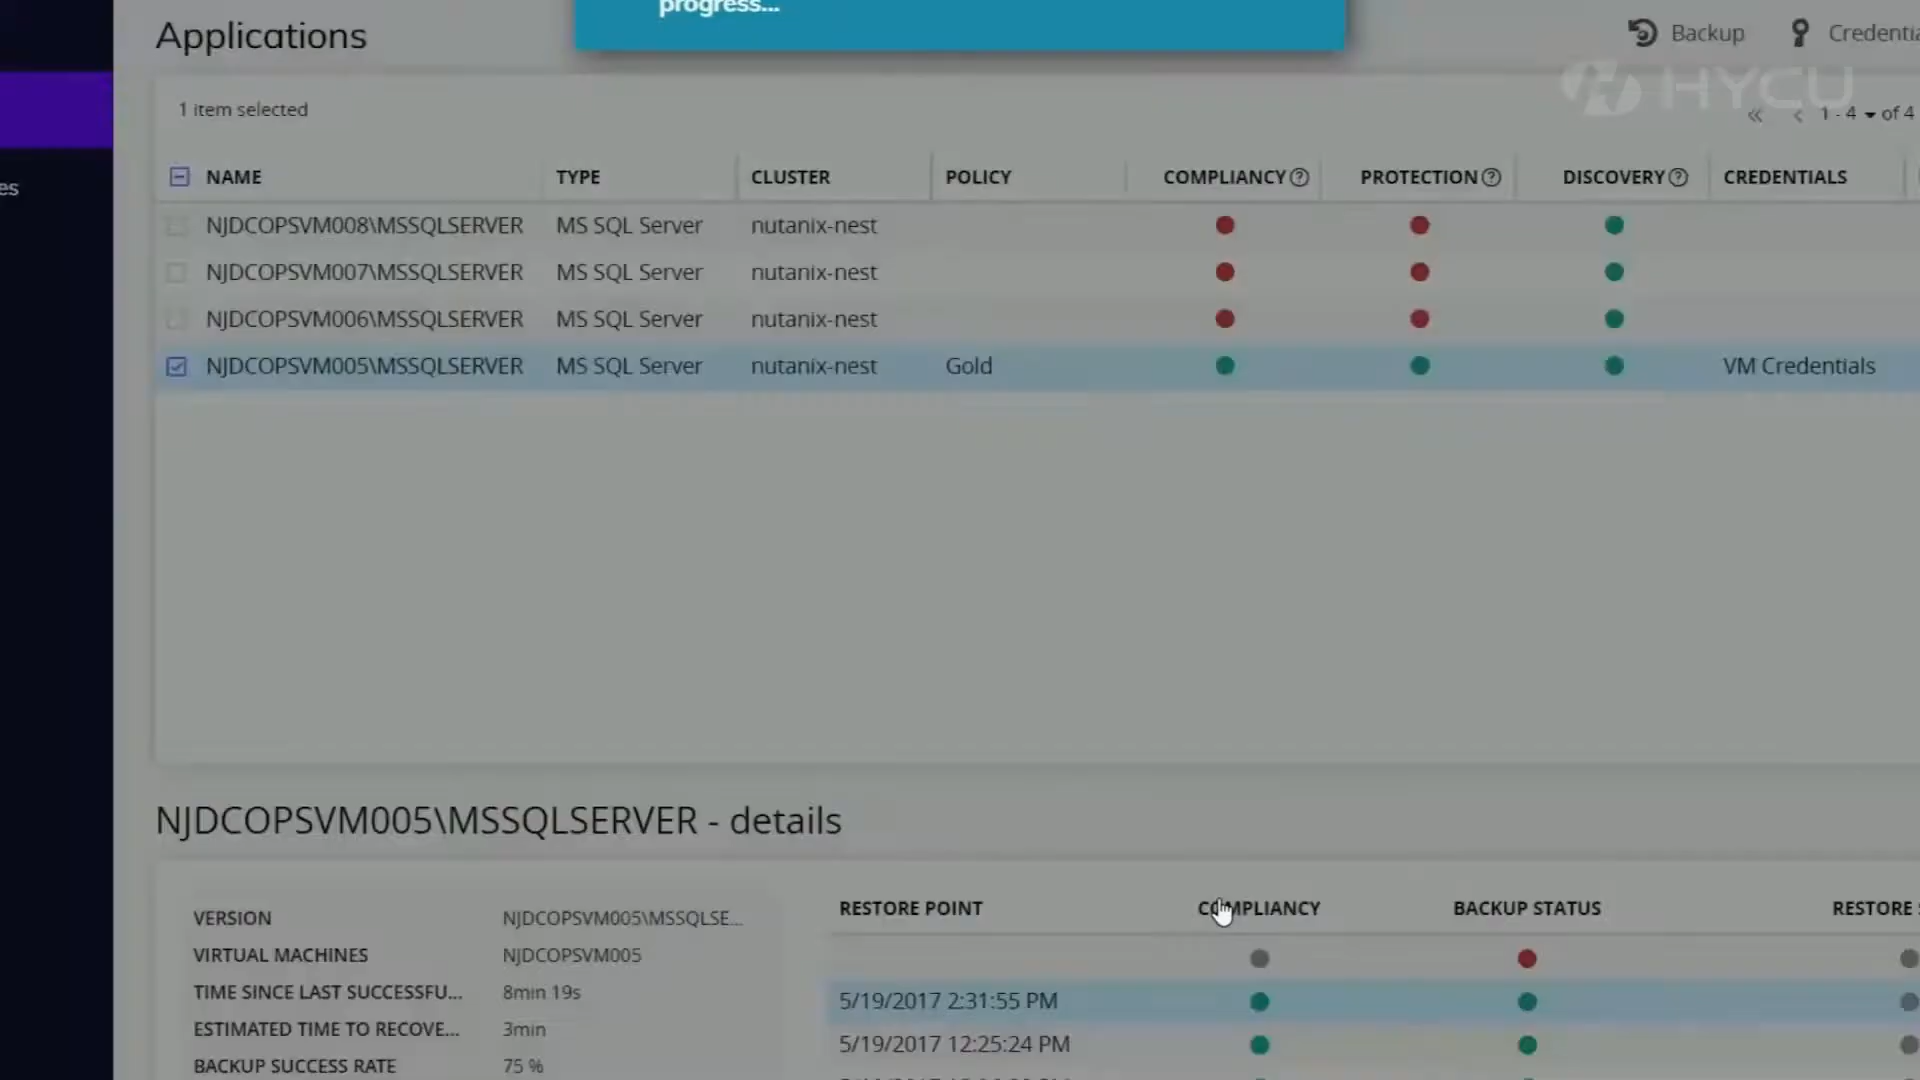 progress...
Applications
Backup
Credentia
HYCU
1 item selected
1 - 4 of 4
NAME TYPE CLUSTER POLICY COMPLIANCY PROTECTION DISCOVERY CREDENTIALS
NJDCOPSVM008\MSSQLSERVER MS SQL Server nutanix-nest
es
NJDCOPSVM007\MSSQLSERVER MS SQL Server nutanix-nest
NJDCOPSVM006\MSSQLSERVER MS SQL Server nutanix-nest
NJDCOPSVM005\MSSQLSERVER MS SQL Server nutanix-nest Gold VM Credentials
NJDCOPSVM005\MSSQLSERVER - details
VERSION NJDCOPSVM005\MSSQLSE...
VIRTUAL MACHINES NJDCOPSVM005
TIME SINCE LAST SUCCESSFU... 8min 19s
ESTIMATED TIME TO RECOVE... 3min
BACKUP SUCCESS RATE 75 %
RESTORE POINT COMPLIANCY BACKUP STATUS RESTORE
5/19/2017 2:31:55 PM
5/19/2017 12:25:24 PM